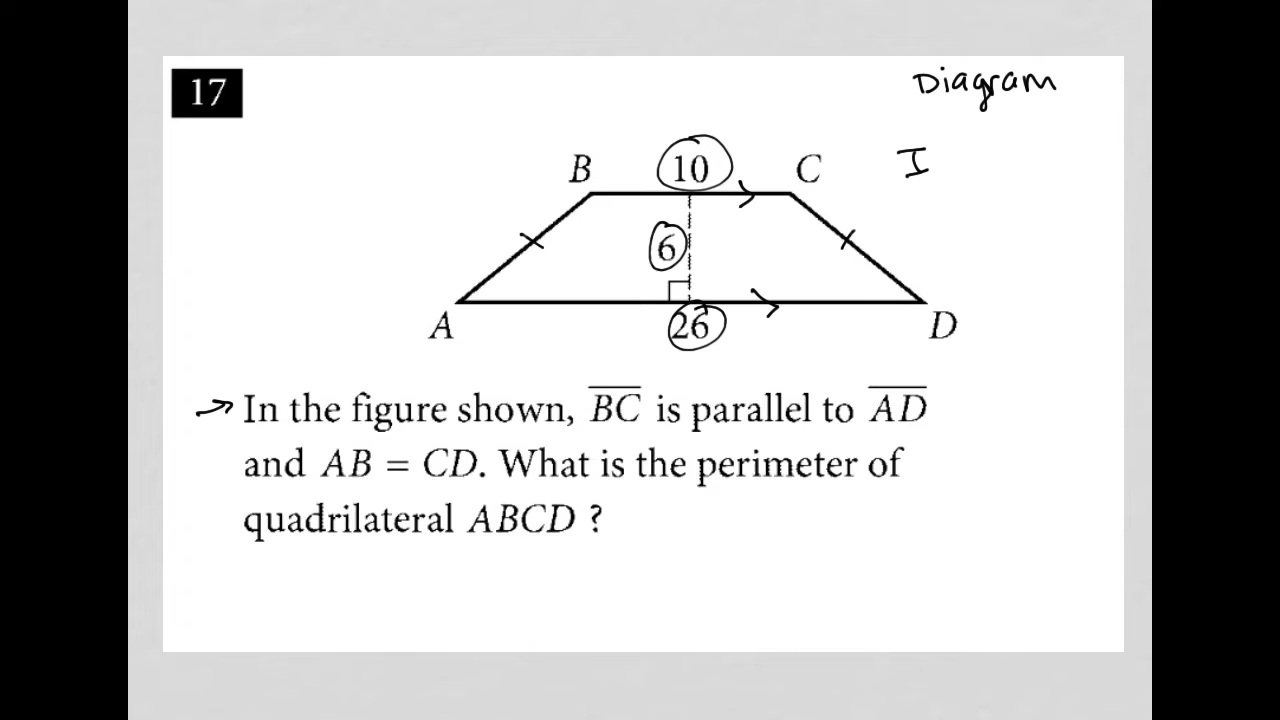 17
Diagram
B 10 C
I
6
A 26 D
In the figure shown, BC is parallel to AD
and AB = CD. What is the perimeter of
quadrilateral ABCD ?